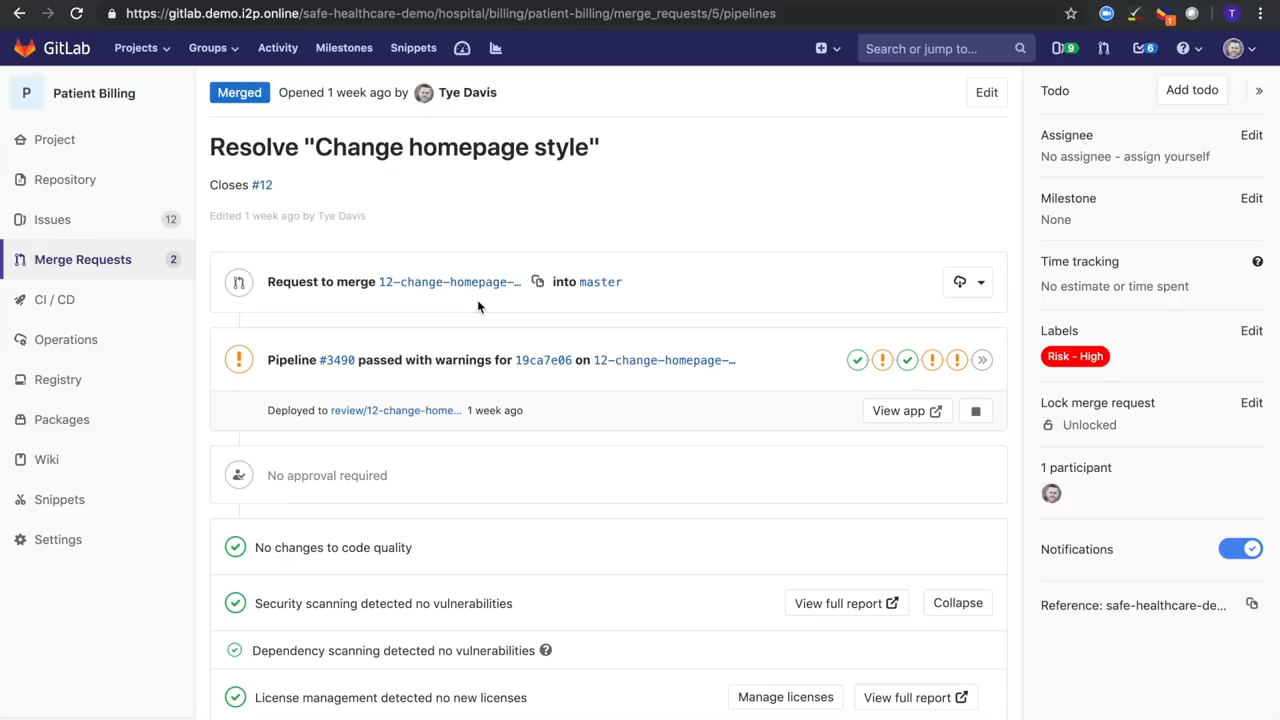 https://gitlab.demo.i2p.online/safe-healthcare-demo/hospital/billing/patient-billing/merge_requests/5/pipelines
1
T
GitLab
Projects
Groups
Activity
Milestones
Snippets
Search or jump to...
9
6
P
Patient Billing
Project
Repository
Issues 12
Merge Requests 2
CI / CD
Operations
Registry
Packages
Wiki
Snippets
Settings
Merged Opened 1 week ago by Tye Davis
Edit
Resolve "Change homepage style"
Closes #12
Edited 1 week ago by Tye Davis
Request to merge 12-change-homepage-… into master
Pipeline #3490 passed with warnings for 19ca7e06 on 12-change-homepage-…
Deployed to review/12-change-home… 1 week ago
View app
No approval required
No changes to code quality
Security scanning detected no vulnerabilities
View full report
Collapse
Dependency scanning detected no vulnerabilities
License management detected no new licenses
Manage licenses
View full report
Todo
Add todo
Assignee
Edit
No assignee - assign yourself
Milestone
Edit
None
Time tracking
No estimate or time spent
Labels
Edit
Risk - High
Lock merge request
Edit
Unlocked
1 participant
Notifications
Reference: safe-healthcare-de…